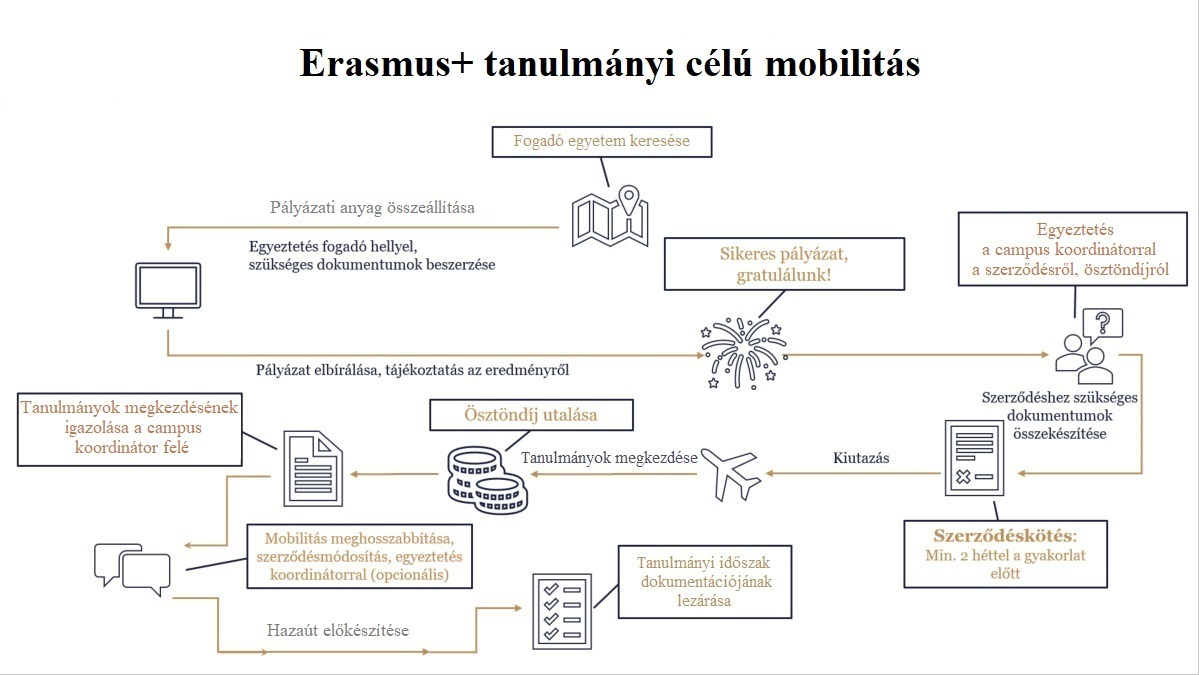 Erasmus+ tanulmányi célú mobilitás
Fogadó egyetem keresése
Pályázati anyag összeállítása
Egyeztetés fogadó hellyel,
szükséges dokumentumok beszerzése
Sikeres pályázat,
gratulálunk!
Egyeztetés
a campus koordinátorral
a szerződésről, ösztöndíjról
?
Pályázat elbírálása, tájékoztatás az eredményről
Szerződéshez szükséges
dokumentumok
összekészítése
Tanulmányok megkezdésének
igazolása a campus
koordinátor felé
Ösztöndíj utalása
Tanulmányok megkezdése
Kiutazás
Szerződéskötés:
Min. 2 héttel a gyakorlat
előtt
Mobilitás meghosszabbítása,
szerződésmódosítás, egyeztetés
koordinátorral (opcionális)
Tanulmányi időszak
dokumentációjának
lezárása
Hazaút előkészítése